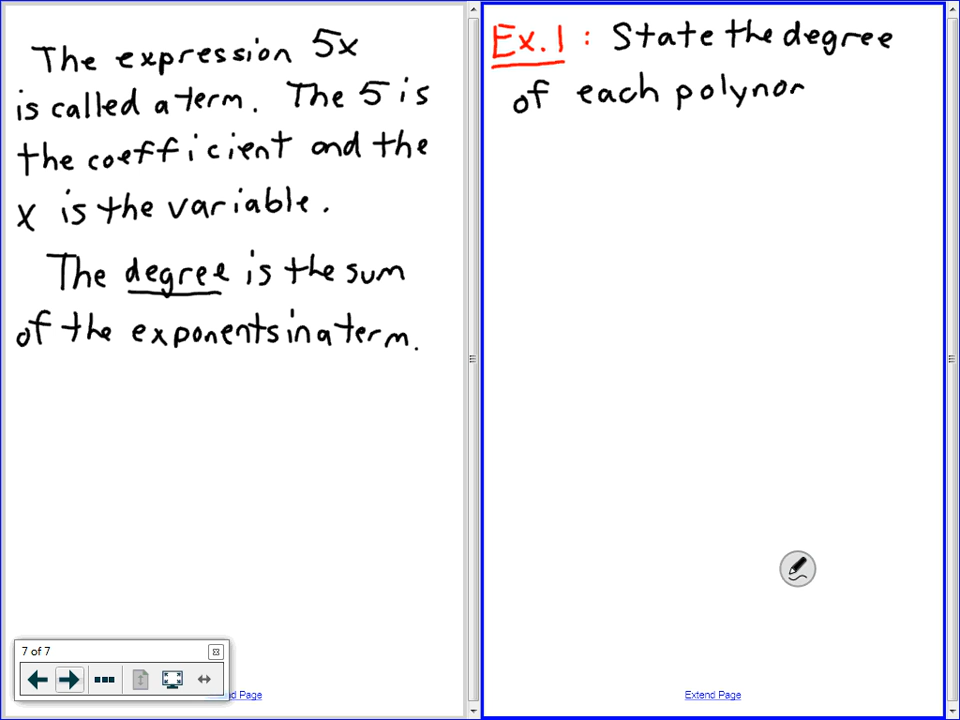 The expression 5x
is called a term. The 5 is
the coefficient and the
x is the variable.
The degree is the sum
of the exponents in a term.
Ex. 1 : State the degree
of each polynor
7 of 7
nd Page
Extend Page